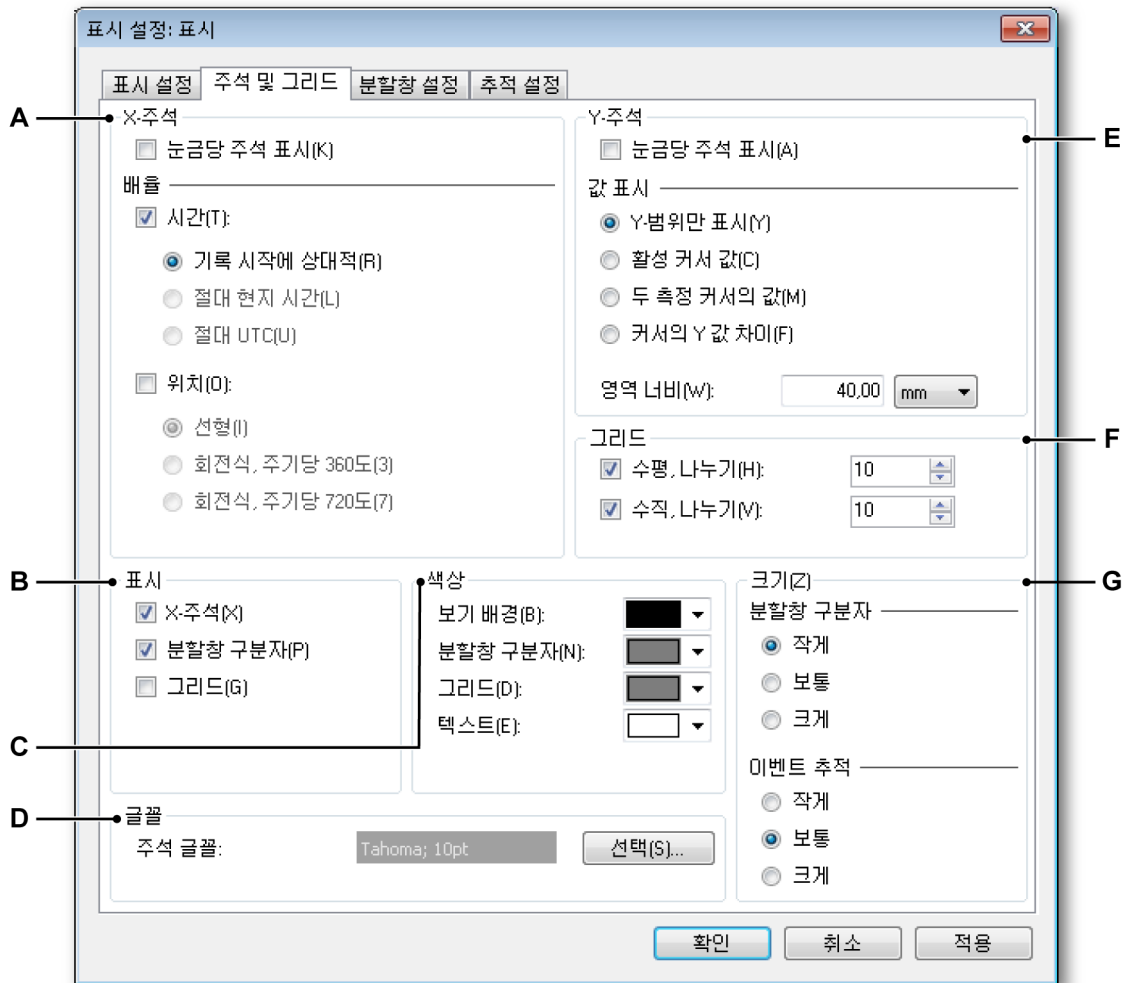 표시 설정: 표시
표시 설정
주석 및 그리드
분할창 설정
추적 설정
A
X-주석
눈금당 주석 표시(K)
배율
시간(T):
기록 시작에 상대적(R)
절대 현지 시간(L)
절대 UTC(U)
위치(O):
선형(I)
회전식, 주기당 360도(3)
회전식, 주기당 720도(7)
E
Y-주석
눈금당 주석 표시(A)
값 표시
Y-범위만 표시(Y)
활성 커서 값(C)
두 측정 커서의 값(M)
커서의 Y 값 차이(F)
영역 너비(W):
40,00
mm
F
그리드
수평, 나누기(H):
10
수직, 나누기(V):
10
B
표시
X-주석(X)
분할창 구분자(P)
그리드(G)
C
색상
보기 배경(B):
분할창 구분자(N):
그리드(D):
텍스트(E):
G
크기(Z)
분할창 구분자
작게
보통
크게
이벤트 추적
작게
보통
크게
D
글꼴
주석 글꼴:
Tahoma; 10pt
선택(S)...
확인
취소
적용